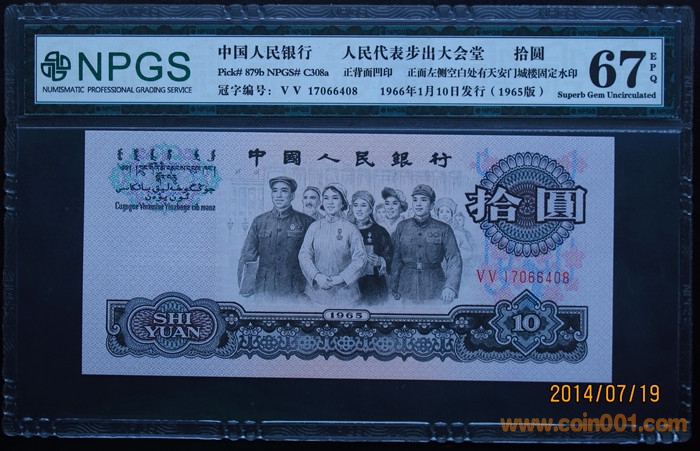 NPGS
NUMISMATIC PROFESSIONAL GRADING SERVICE
中国人民银行 人民代表步出大会堂 拾圆
Pick# 879b NPGS# C308a 正背面凹印 正面左侧空白处有天安门城楼固定水印
冠字编号: VV 17066408 1966年1月10日发行 (1965版)
67
EPQ
Superb Gem Uncirculated
中國人民銀行
拾圓
VV 17066408
1965
SHI
YUAN
10
2014/07/19
www.coin001.com